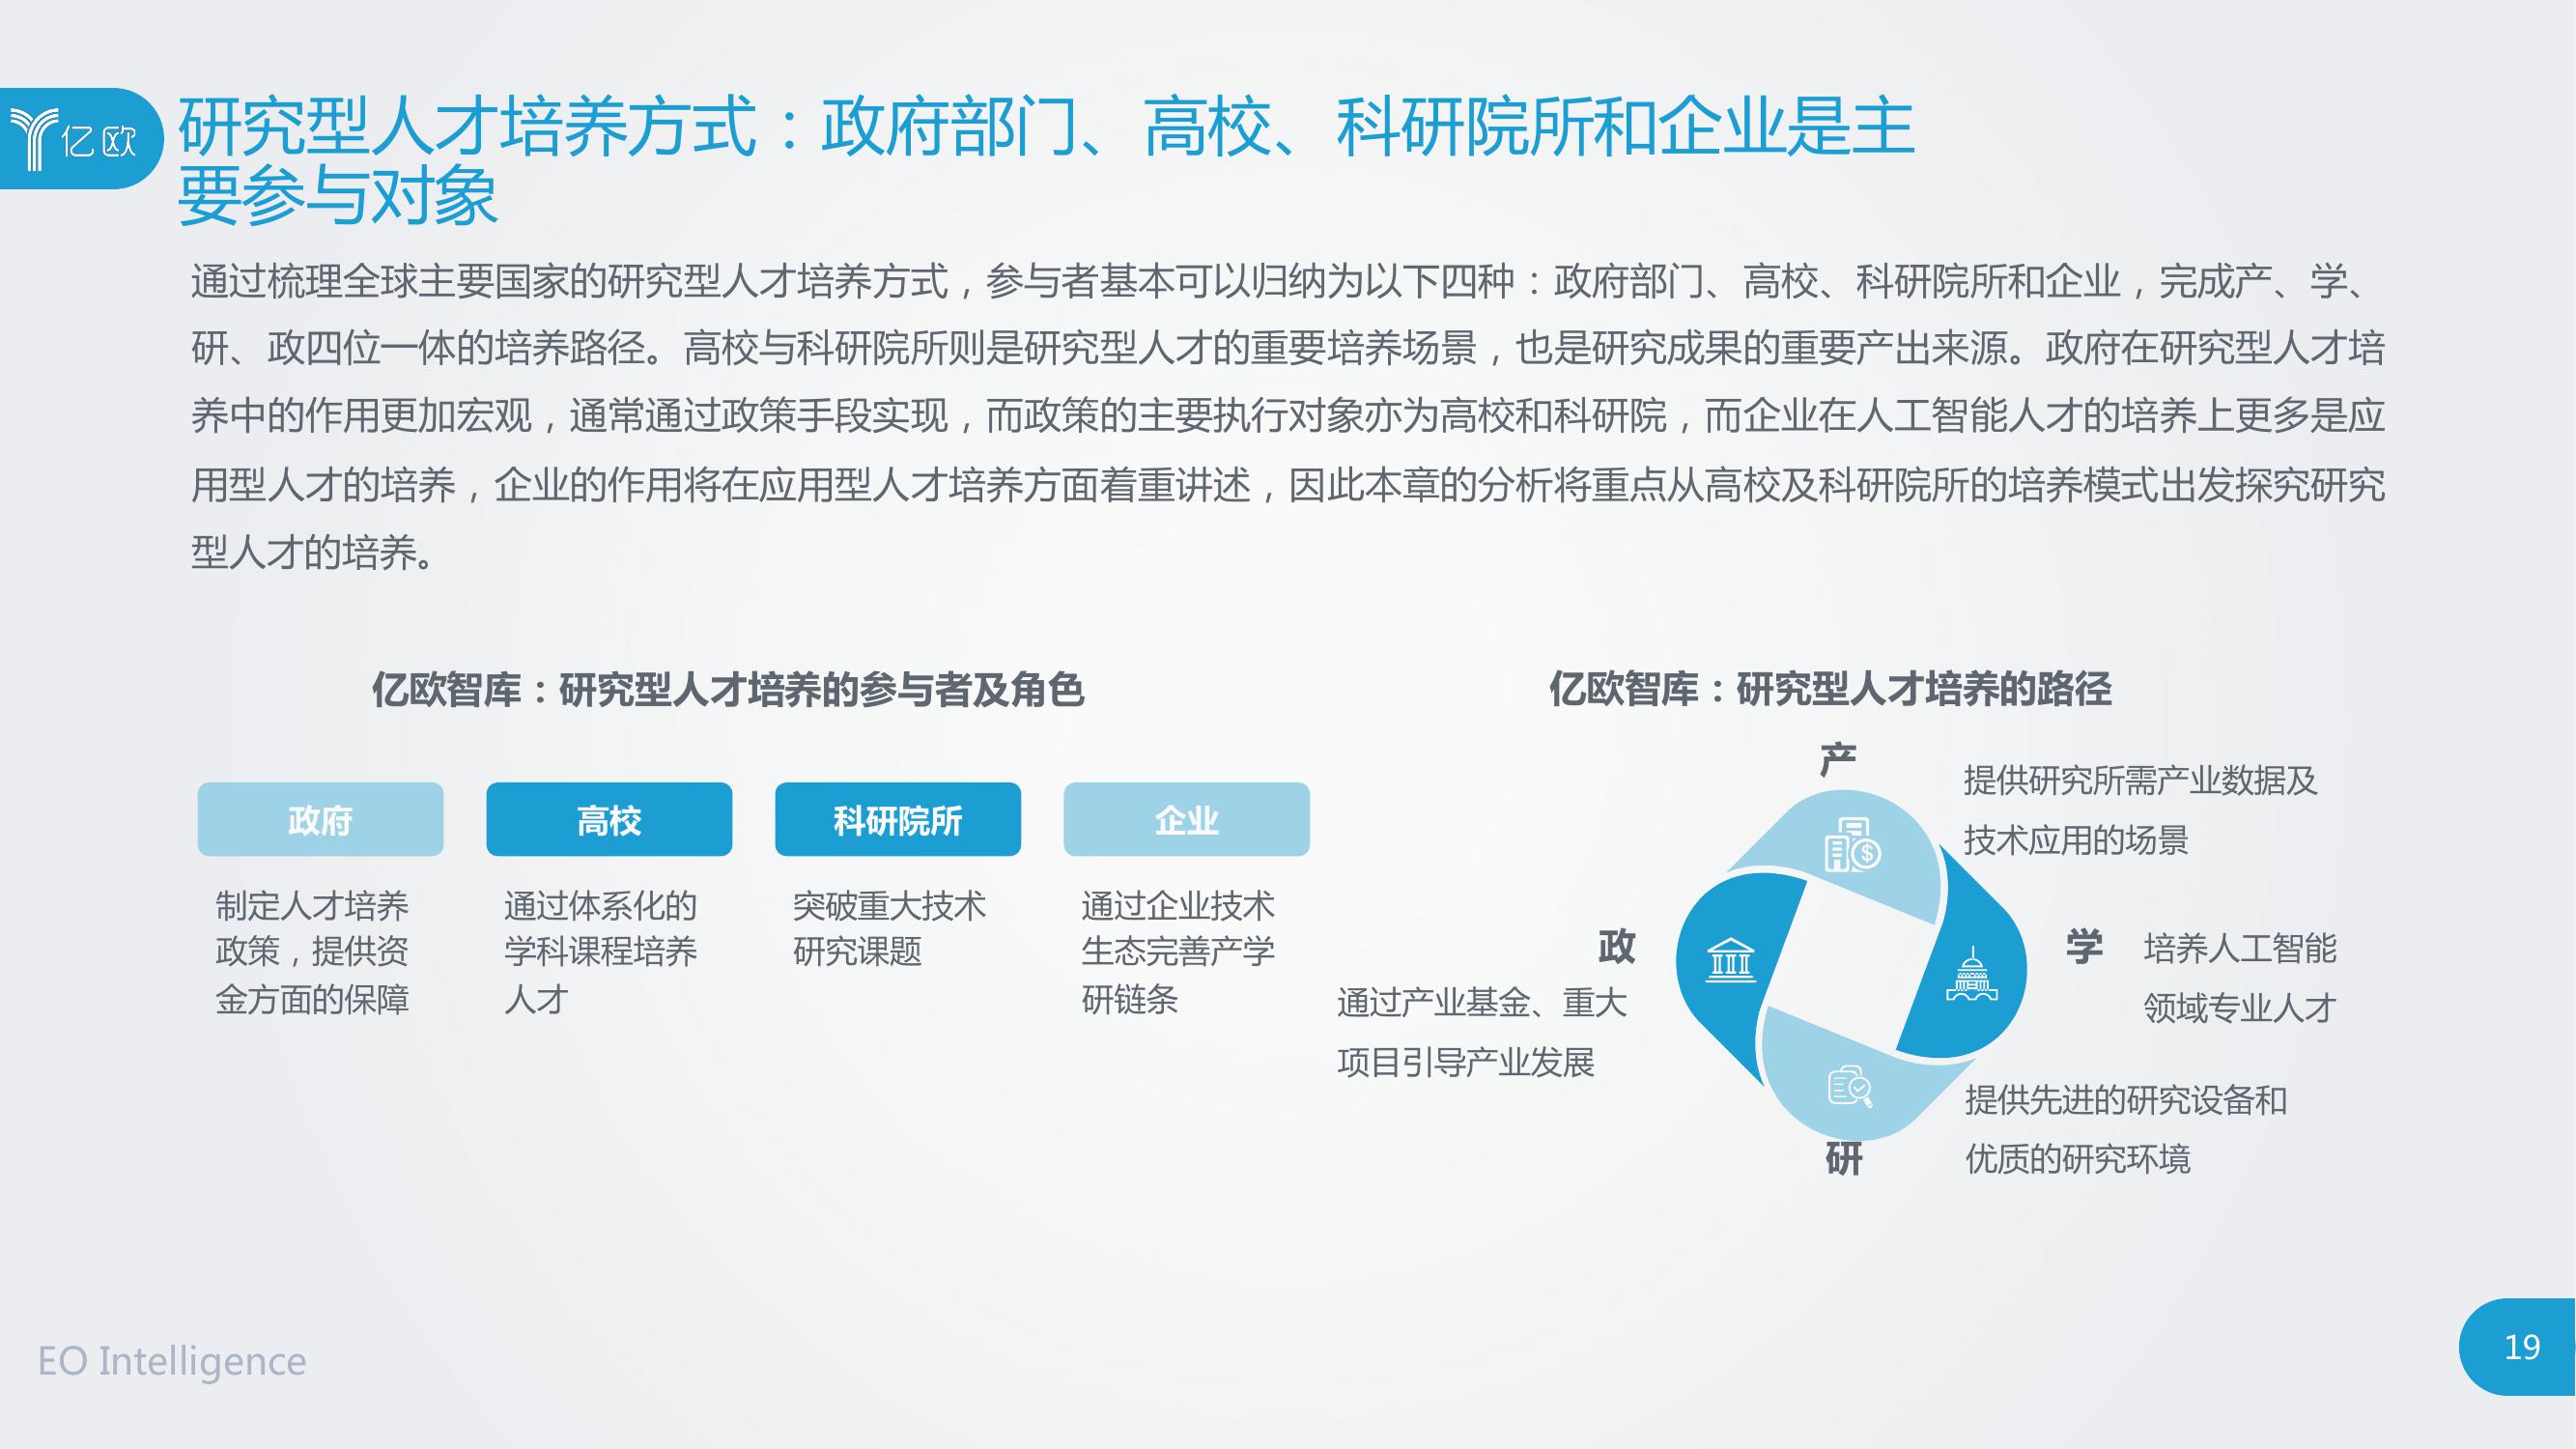 亿欧
研究型人才培养方式：政府部门、高校、科研院所和企业是主
要参与对象
通过梳理全球主要国家的研究型人才培养方式，参与者基本可以归纳为以下四种：政府部门、高校、科研院所和企业，完成产、学、
研、政四位一体的培养路径。高校与科研院所则是研究型人才的重要培养场景，也是研究成果的重要产出来源。政府在研究型人才培
养中的作用更加宏观，通常通过政策手段实现，而政策的主要执行对象亦为高校和科研院，而企业在人工智能人才的培养上更多是应
用型人才的培养，企业的作用将在应用型人才培养方面着重讲述，因此本章的分析将重点从高校及科研院所的培养模式出发探究研究
型人才的培养。
亿欧智库：研究型人才培养的参与者及角色
政府
制定人才培养
政策，提供资
金方面的保障
高校
通过体系化的
学科课程培养
人才
科研院所
突破重大技术
研究课题
企业
通过企业技术
生态完善产学
研链条
亿欧智库：研究型人才培养的路径
产
提供研究所需产业数据及
技术应用的场景
学
培养人工智能
领域专业人才
政
通过产业基金、重大
项目引导产业发展
研
提供先进的研究设备和
优质的研究环境
EO Intelligence
19